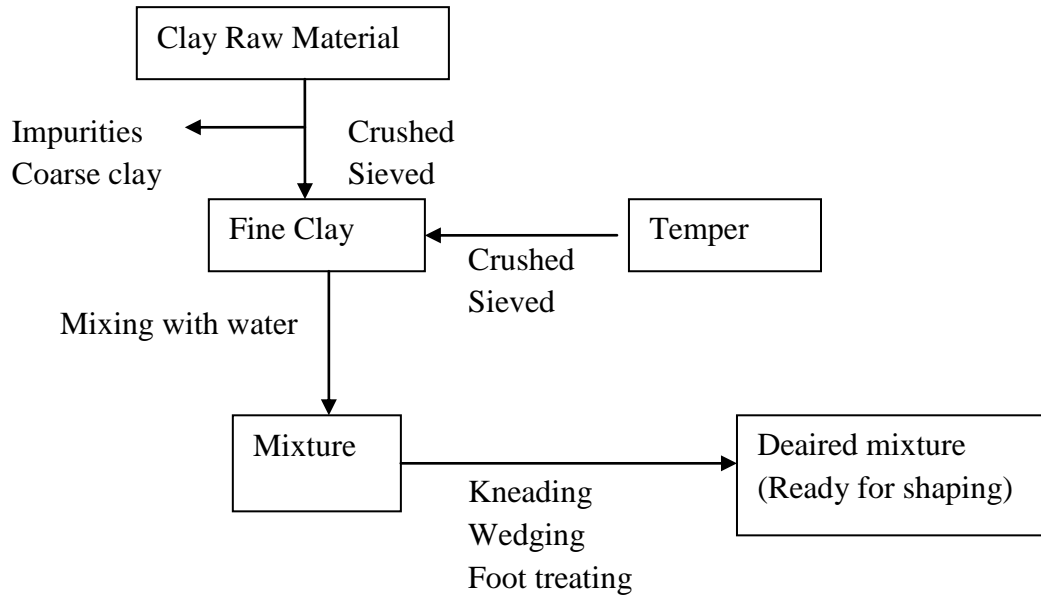 Clay Raw Material
Impurities
Coarse clay
Crushed
Sieved
Fine Clay
Temper
Crushed
Sieved
Mixing with water
Mixture
Deaired mixture
(Ready for shaping)
Kneading
Wedging
Foot treating